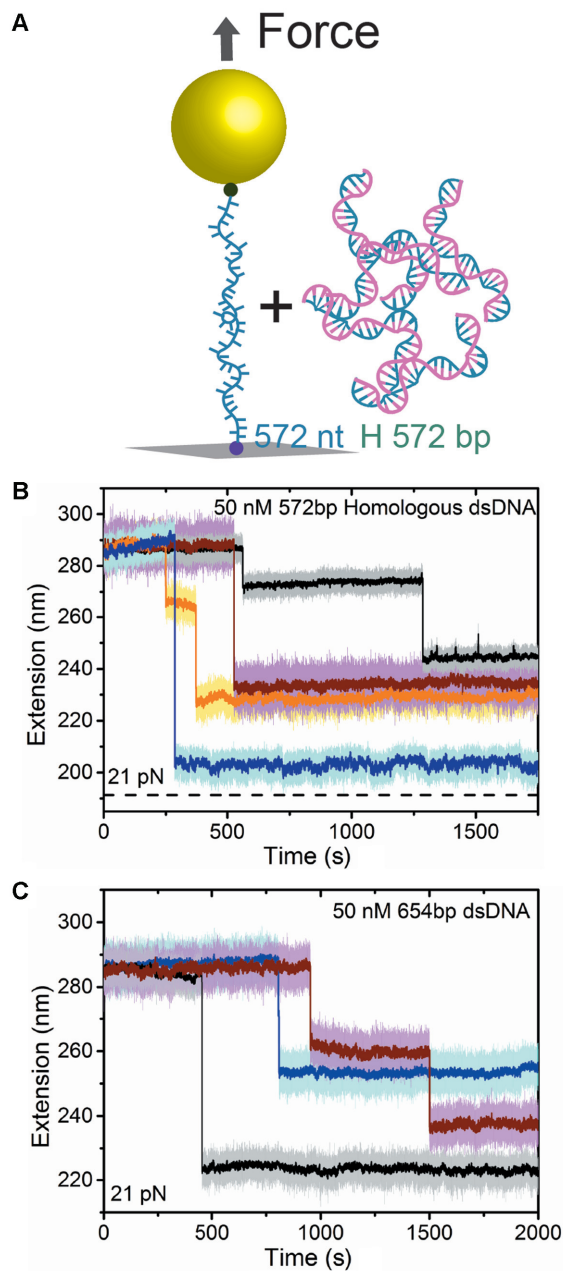 A
Force
+
572 nt H 572 bp
B
50 nM 572bp Homologous dsDNA
300
280
260
240
220
200
Extension (nm)
21 pN
0 500 1000 1500
Time (s)
C
50 nM 654bp dsDNA
300
280
260
240
220
Extension (nm)
21 pN
0 500 1000 1500 2000
Time (s)